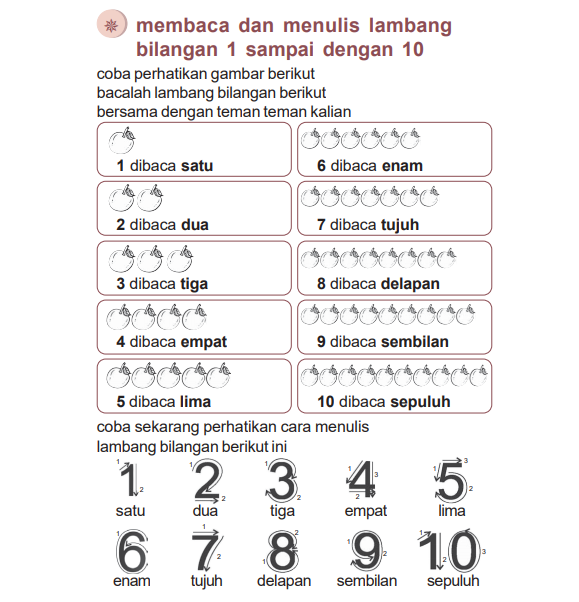 membaca dan menulis lambang
bilangan 1 sampai dengan 10
coba perhatikan gambar berikut
bacalah lambang bilangan berikut
bersama dengan teman teman kalian
1 dibaca satu
6 dibaca enam
2 dibaca dua
7 dibaca tujuh
3 dibaca tiga
8 dibaca delapan
4 dibaca empat
9 dibaca sembilan
5 dibaca lima
10 dibaca sepuluh
coba sekarang perhatikan cara menulis
lambang bilangan berikut ini
1 2 3 4 5
satu dua tiga empat lima
6 7 8 9 10
enam tujuh delapan sembilan sepuluh